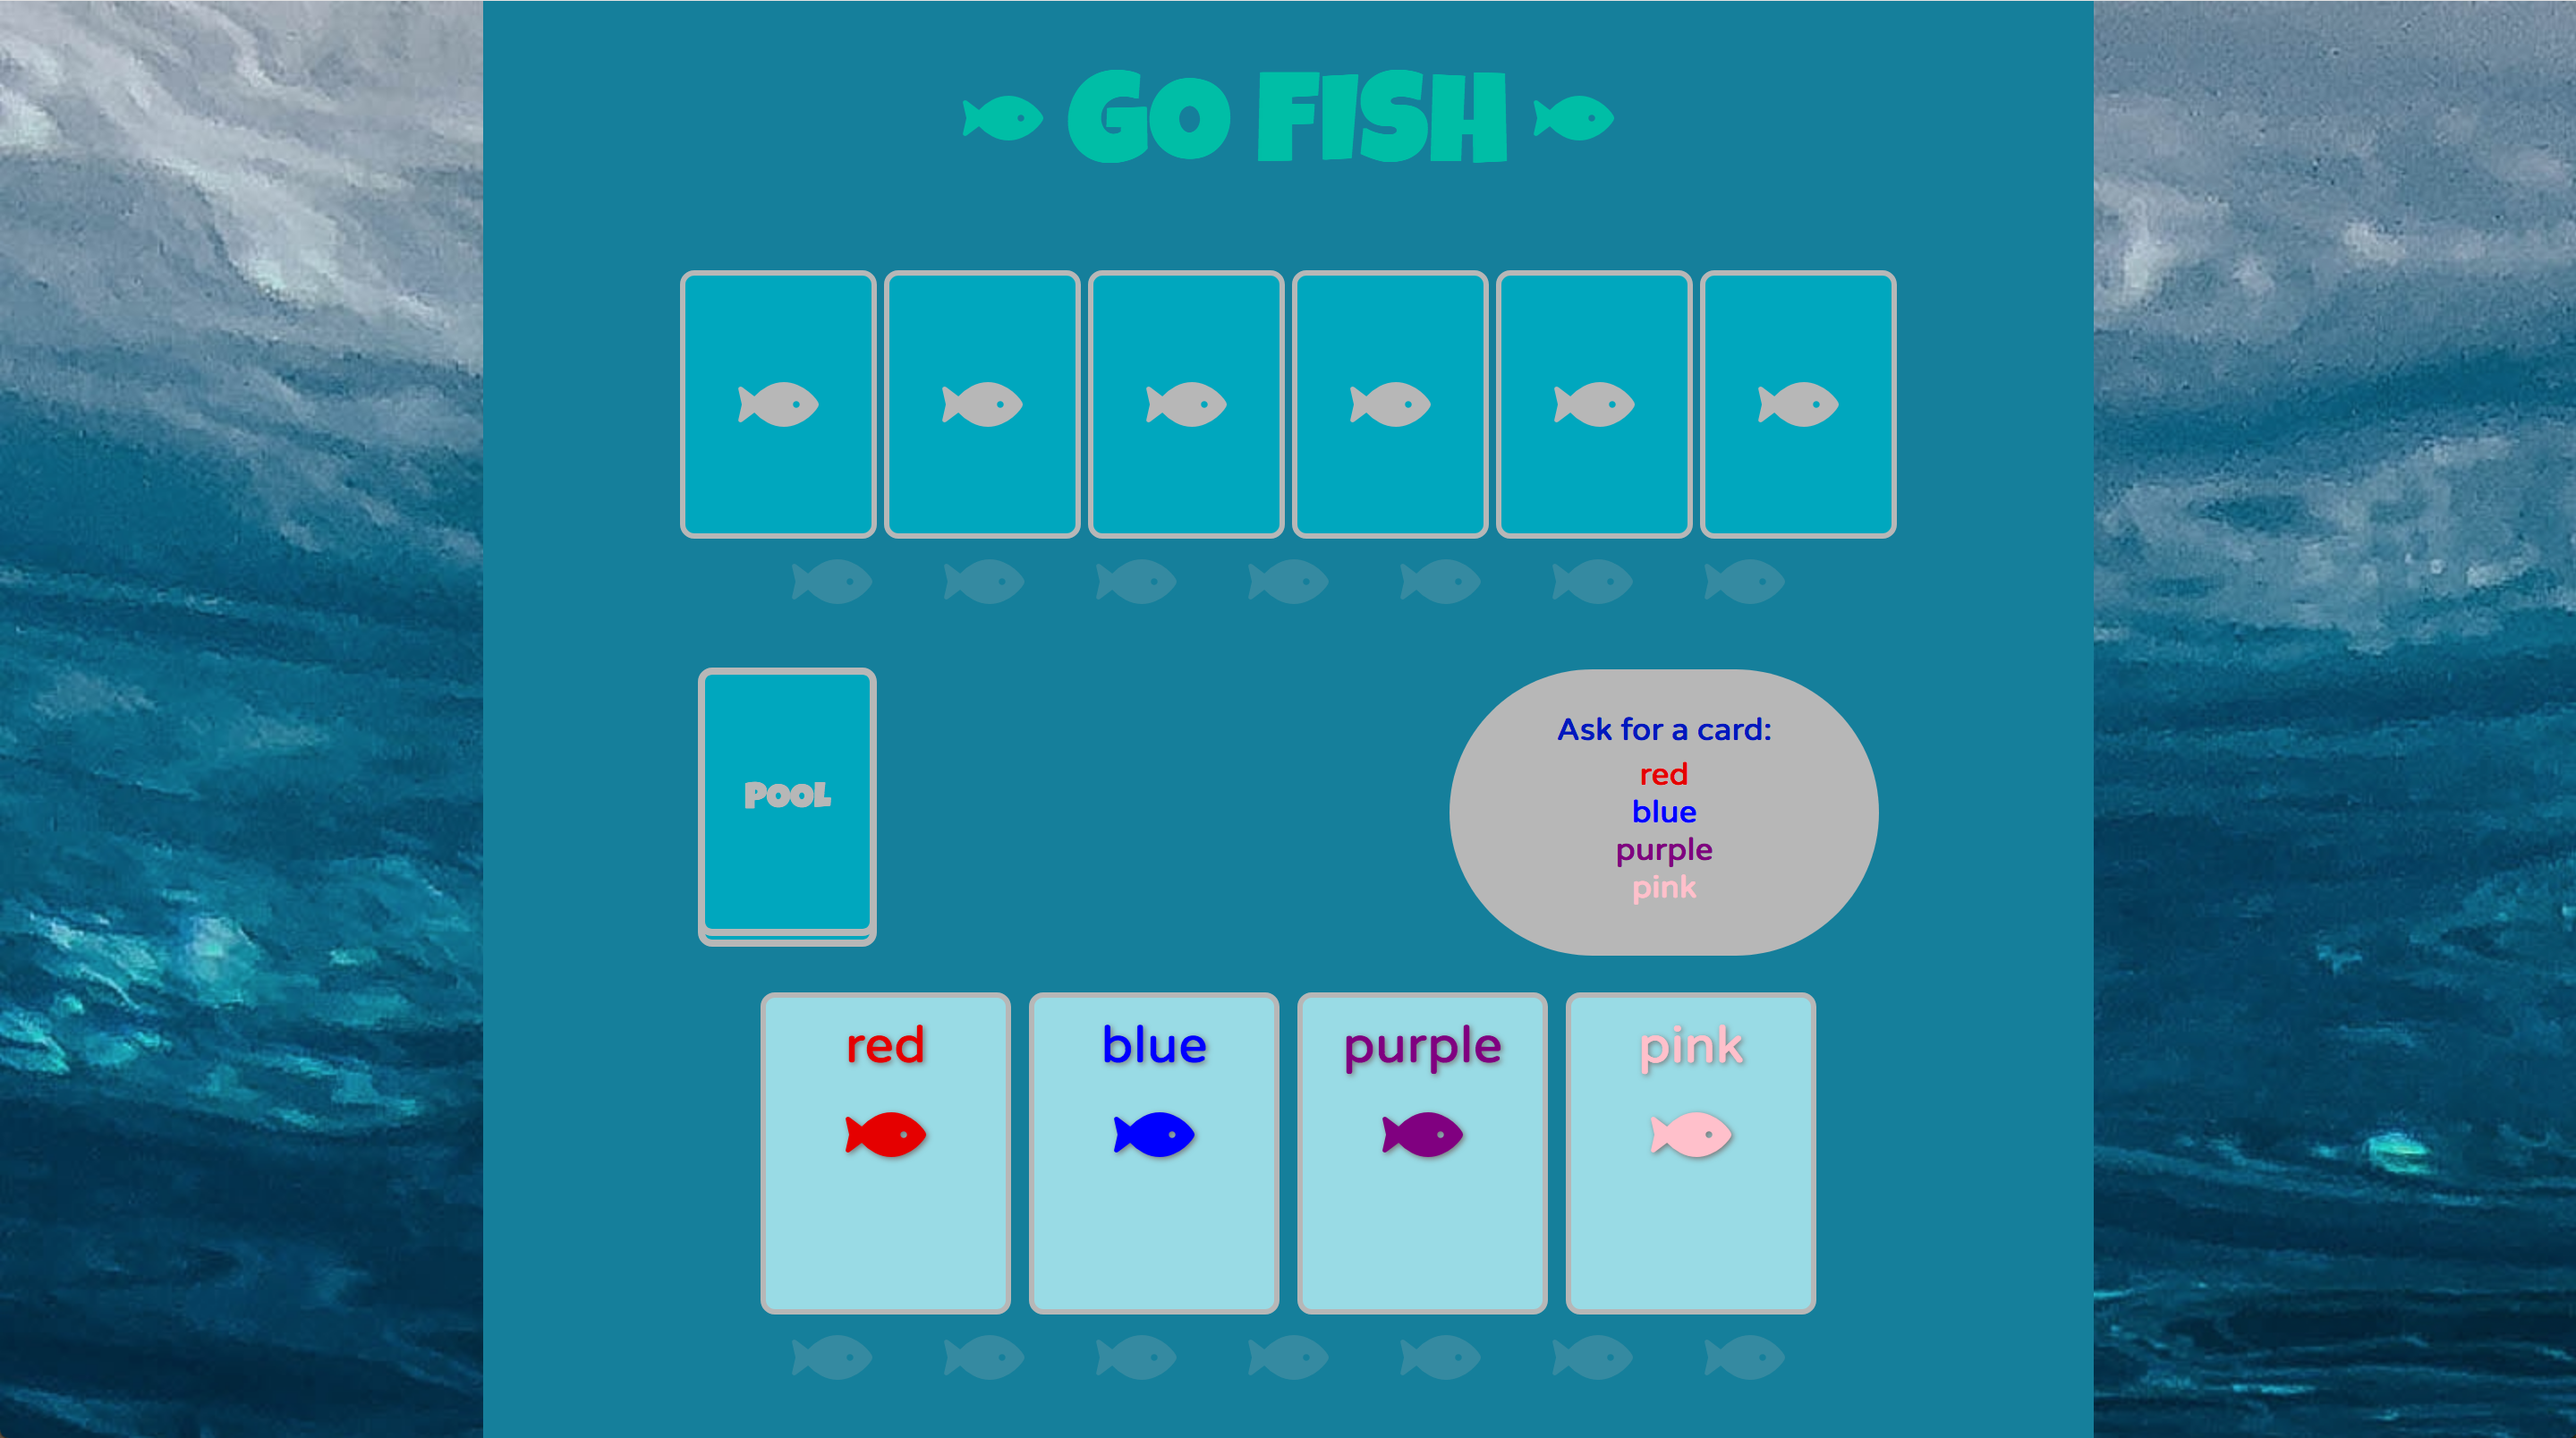 GO FISH
POOL
Ask for a card:
red
blue
purple
pink
red
blue
purple
pink